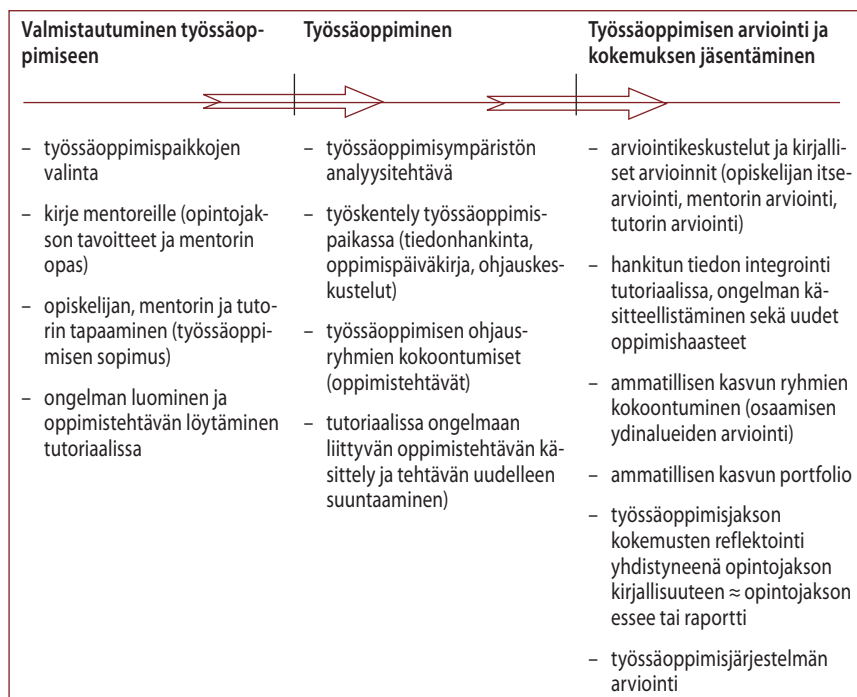 Valmistautuminen työssäop-
pimiseen
– työssäoppimispaikkojen
valinta
– kirje mentoreille (opintojak-
son tavoitteet ja mentorin
opas)
– opiskelijan, mentorin ja tuto-
rin tapaaminen (työssäoppi-
misen sopimus)
– ongelman luominen ja
oppimistehtävän löytäminen
tutoriaalissa
Työssäoppiminen
– työssäoppimisympäristön
analyysitehtävä
– työskentely työssäoppimis-
paikassa (tiedonhankinta,
oppimispäiväkirja, ohjauskes-
kustelut)
– työssäoppimisen ohjaus-
ryhmien kokoontumiset
(oppimistehtävät)
– tutoriaalissa ongelmaan
liittyvän oppimistehtävän kä-
sittely ja tehtävän uudelleen
suuntaaminen)
Työssäoppimisen arviointi ja
kokemuksen jäsentäminen
– arviointikeskustelut ja kirjalli-
set arvioinnit (opiskelijan itse-
arviointi, mentorin arviointi,
tutorin arviointi)
– hankitun tiedon integrointi
tutoriaalissa, ongelman kä-
sitteellistäminen sekä uudet
oppimishaasteet
– ammatillisen kasvun ryhmien
kokoontuminen (osaamisen
ydinalueiden arviointi)
– ammatillisen kasvun portfolio
– työssäoppimisjakson
kokemusten reflektointi
yhdistyneenä opintojakson
kirjallisuuteen ≈ opintojakson
essee tai raportti
– työssäoppimisjärjestelmän
arviointi